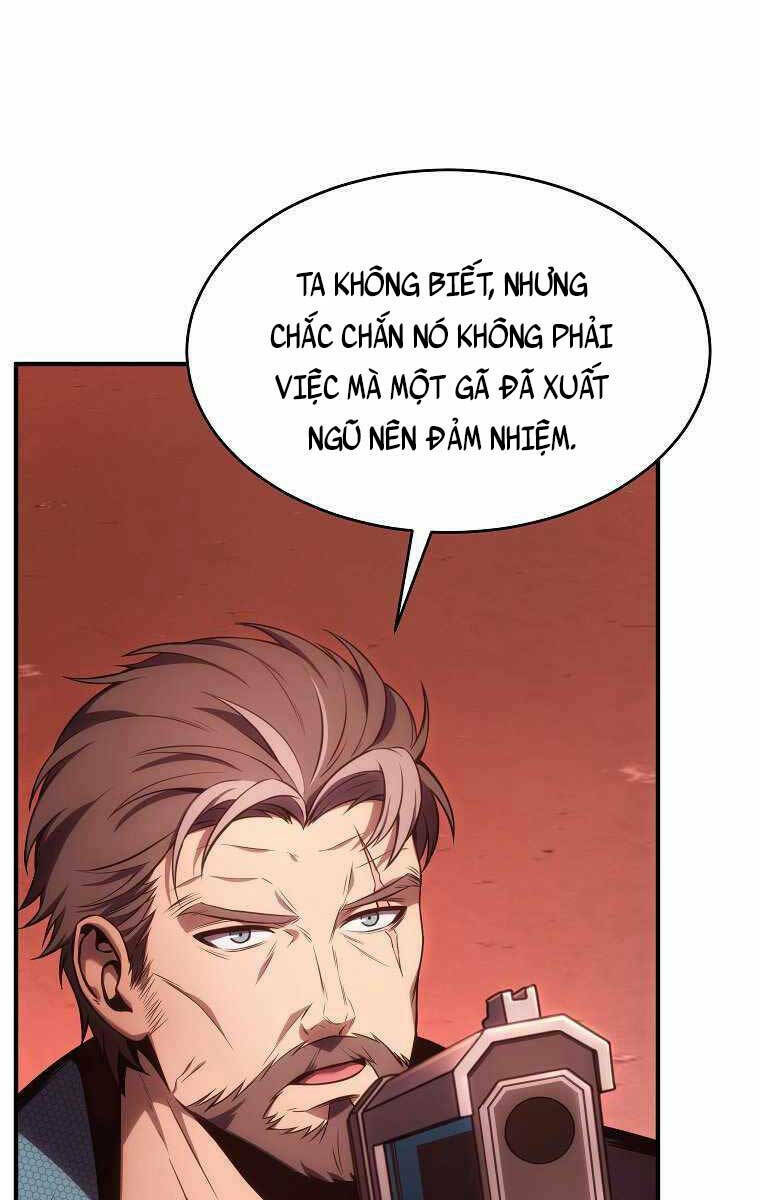 TA KHÔNG BIẾT, NHƯNG
CHẮC CHẮN NÓ KHÔNG PHẢI
VIỆC MÀ MỘT GÃ ĐÃ XUẤT
NGŨ NÊN ĐẢM NHIỆM.